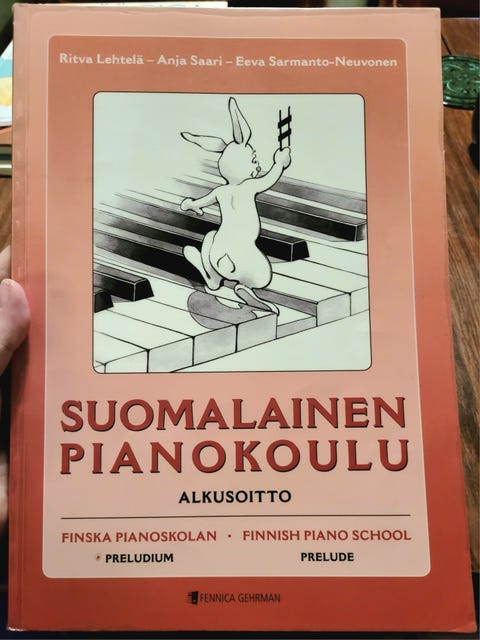 Ritva Lehtelä – Anja Saari – Eeva Sarmanto-Neuvonen
SUOMALAINEN
PIANOKOULU
ALKUSOITTO
FINSKA PIANOSKOLAN · FINNISH PIANO SCHOOL
PRELUDIUM PRELUDE
FENNICA GEHRMAN